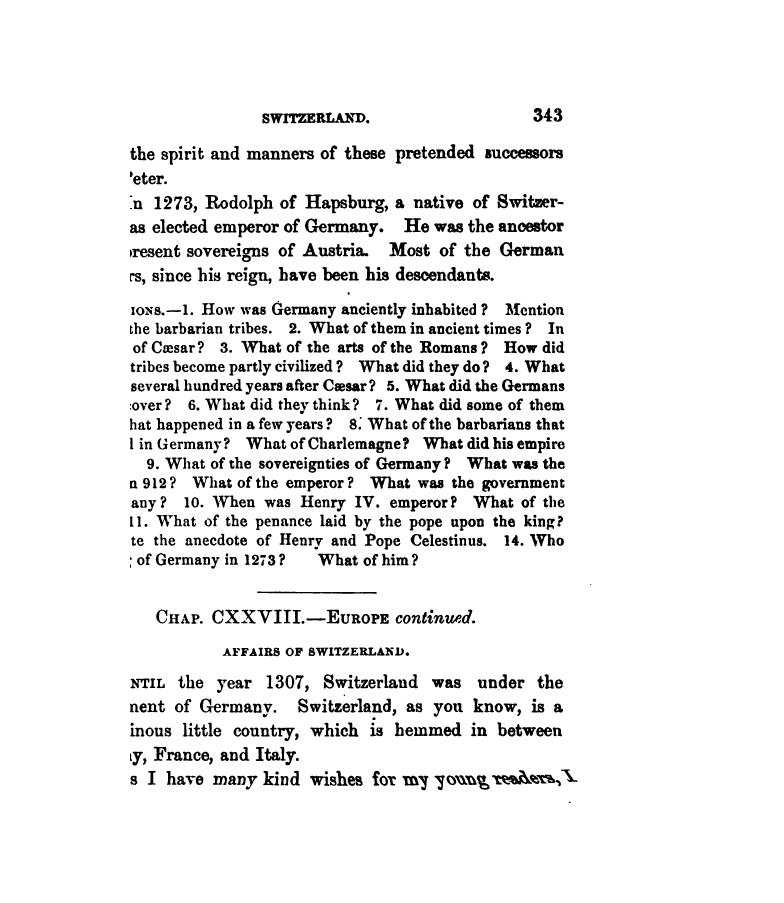 SWITZERLAND. 343
the spirit and manners of these pretended successors
'eter.
n 1273, Rodolph of Hapsburg, a native of Switzer-
as elected emperor of Germany. He was the ancestor
resent sovereigns of Austria. Most of the German
rs, since his reign, have been his descendants.
IONS.—1. How was Germany anciently inhabited? Mention
the barbarian tribes. 2. What of them in ancient times? In
of Cæsar? 3. What of the arts of the Romans? How did
tribes become partly civilized? What did they do? 4. What
several hundred years after Cæsar? 5. What did the Germans
over? 6. What did they think? 7. What did some of them
hat happened in a few years? 8. What of the barbarians that
l in Germany? What of Charlemagne? What did his empire
9. What of the sovereignties of Germany? What was the
n 912? What of the emperor? What was the government
any? 10. When was Henry IV. emperor? What of the
11. What of the penance laid by the pope upon the king?
te the anecdote of Henry and Pope Celestinus. 14. Who
; of Germany in 1273? What of him?
CHAP. CXXVIII.—EUROPE continued.
AFFAIRS OF SWITZERLAND.
NTIL the year 1307, Switzerland was under the
nent of Germany. Switzerland, as you know, is a
inous little country, which is hemmed in between
y, France, and Italy.
s I have many kind wishes for my young readers, I